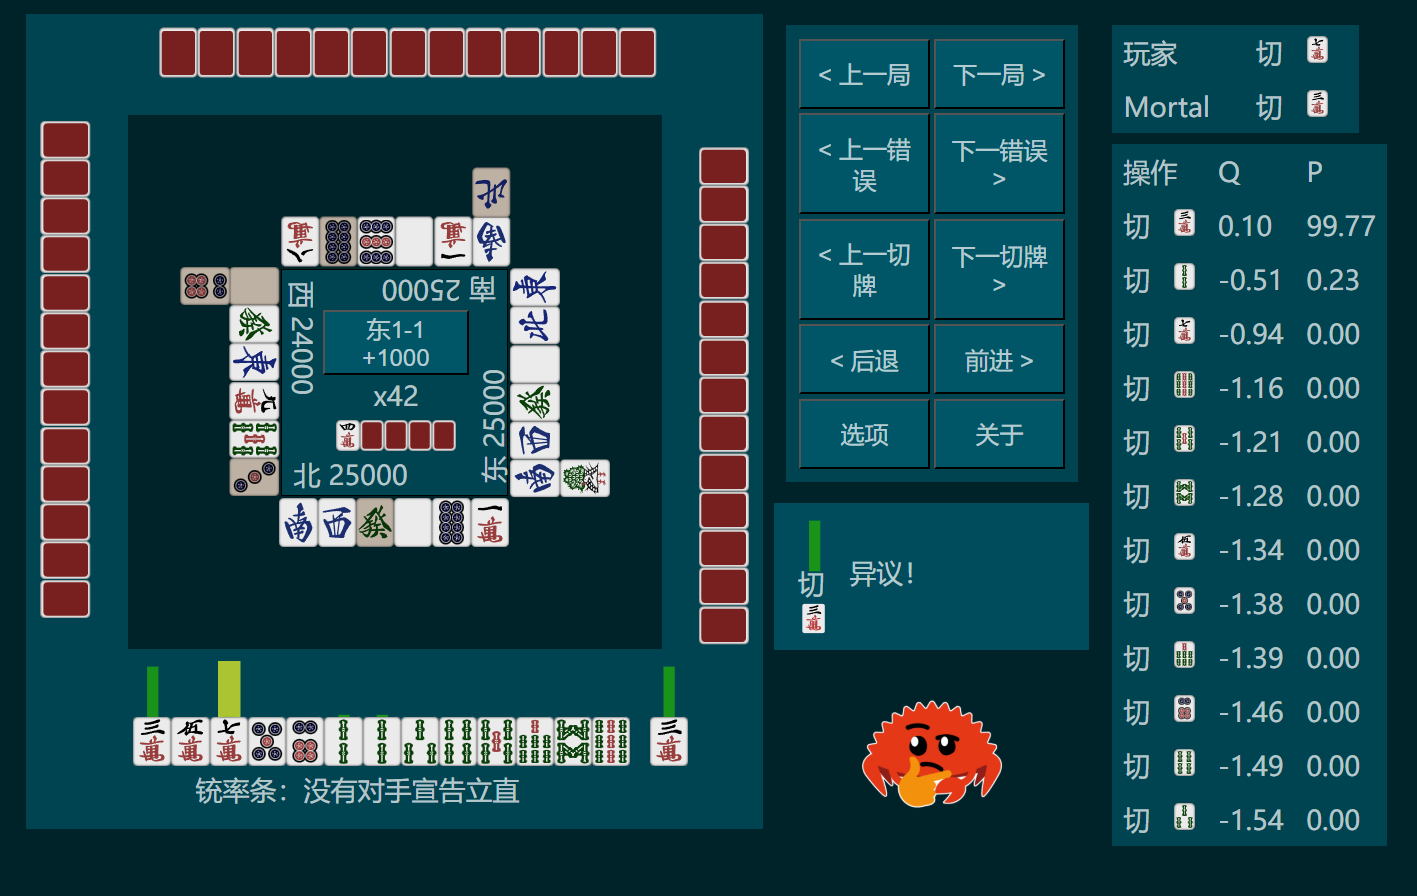 南 25000
西 24000
东1-1
+1000
x42
东 25000
北 25000
铳率条：没有对手宣告立直
< 上一局
下一局 >
< 上一错误
下一错误 >
< 上一切牌
下一切牌 >
< 后退
前进 >
选项
关于
切
异议！
玩家 切
Mortal 切
操作 Q P
切 0.10 99.77
切 -0.51 0.23
切 -0.94 0.00
切 -1.16 0.00
切 -1.21 0.00
切 -1.28 0.00
切 -1.34 0.00
切 -1.38 0.00
切 -1.39 0.00
切 -1.46 0.00
切 -1.49 0.00
切 -1.54 0.00